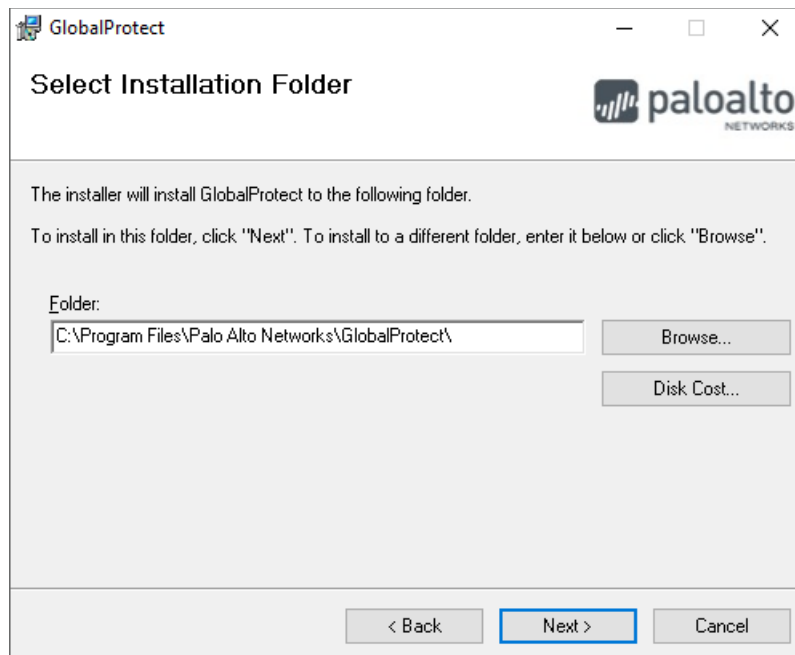 GlobalProtect
Select Installation Folder
paloalto
NETWORKS
The installer will install GlobalProtect to the following folder.
To install in this folder, click "Next". To install to a different folder, enter it below or click "Browse".
Folder:
C:\Program Files\Palo Alto Networks\GlobalProtect\
Browse...
Disk Cost...
< Back
Next >
Cancel